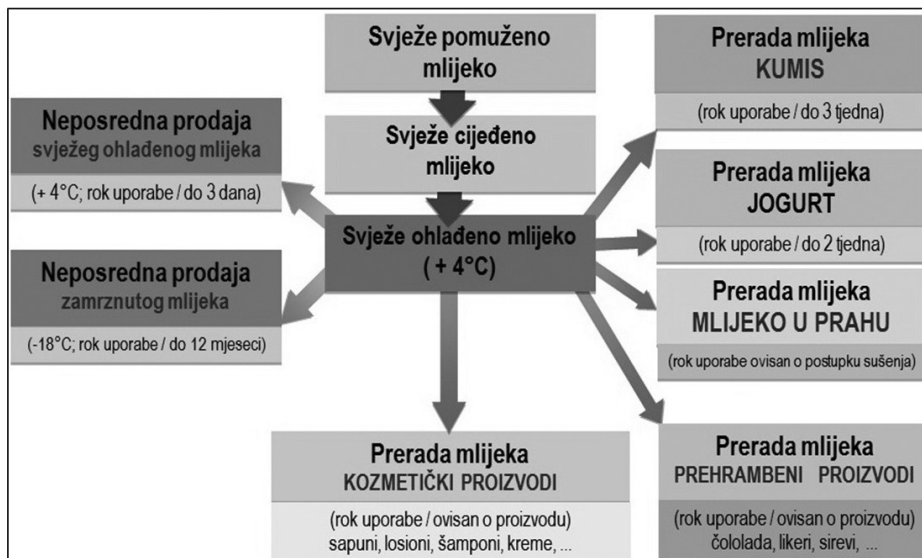 Svježe pomuženo
mlijeko
Svježe cijeđeno
mlijeko
Svježe ohlađeno mlijeko
( + 4°C)
Neposredna prodaja
svježeg ohlađenog mlijeka
(+ 4°C; rok uporabe / do 3 dana)
Neposredna prodaja
zamrznutog mlijeka
(-18°C; rok uporabe / do 12 mjeseci)
Prerada mlijeka
KUMIS
(rok uporabe / do 3 tjedna)
Prerada mlijeka
JOGURT
(rok uporabe / do 2 tjedna)
Prerada mlijeka
MLIJEKO U PRAHU
(rok uporabe ovisan o postupku sušenja)
Prerada mlijeka
KOZMETIČKI PROIZVODI
(rok uporabe / ovisan o proizvodu)
sapuni, losioni, šamponi, kreme, ...
Prerada mlijeka
PREHRAMBENI PROIZVODI
(rok uporabe / ovisan o proizvodu)
čololada, likeri, sirevi, ...